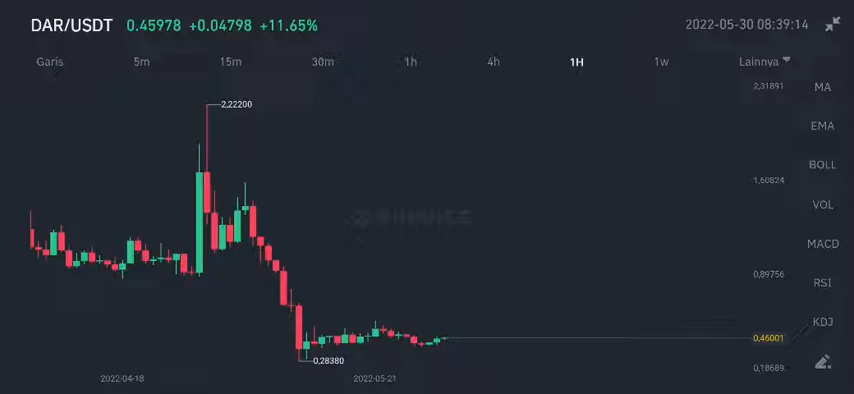 DAR/USDT 0.45978 +0.04798 +11.65% 2022-05-30 08:39:14
Garis 5m 15m 30m 1h 4h 1H 1w Lainnya
2,31891
MA
2,22200
EMA
BOLL
1,60824
VOL
BINANCE
MACD
0,89756
RSI
KDJ
0,46001
0,28380
0,18689
2022-04-18 2022-05-21